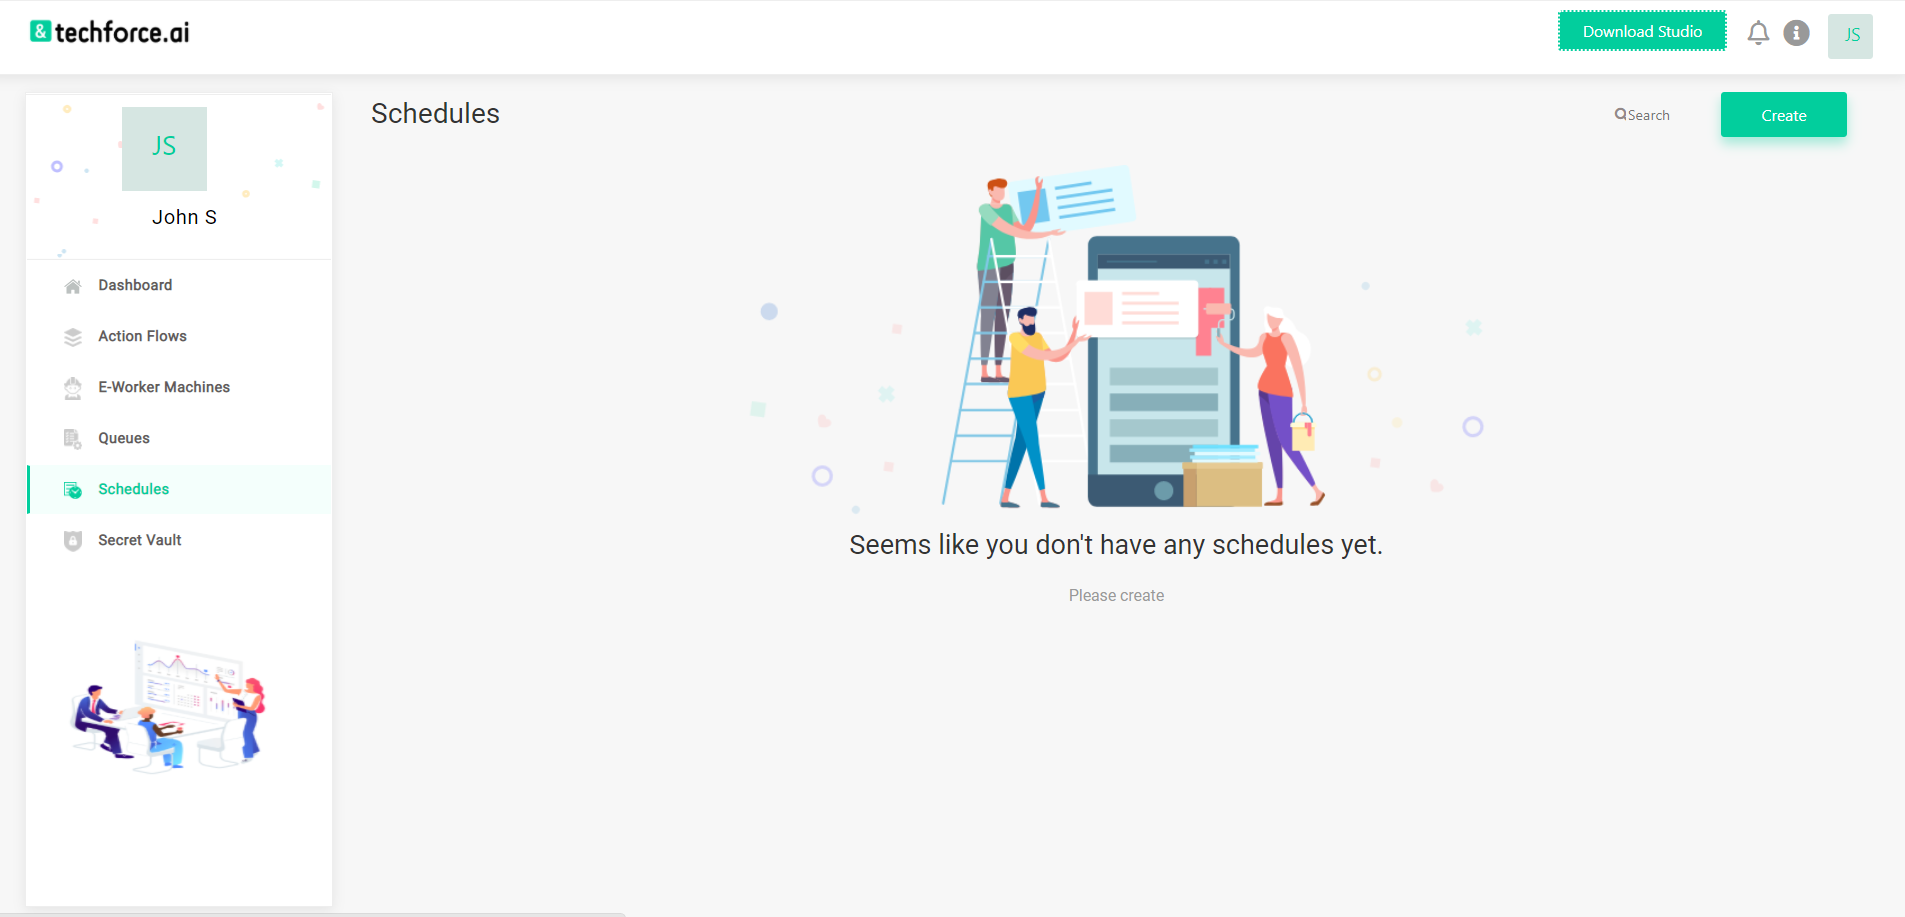 & techforce.ai
Download Studio
JS
JS
John S
Dashboard
Action Flows
E-Worker Machines
Queues
Schedules
Secret Vault
Schedules
Search
Create
Seems like you don't have any schedules yet.
Please create